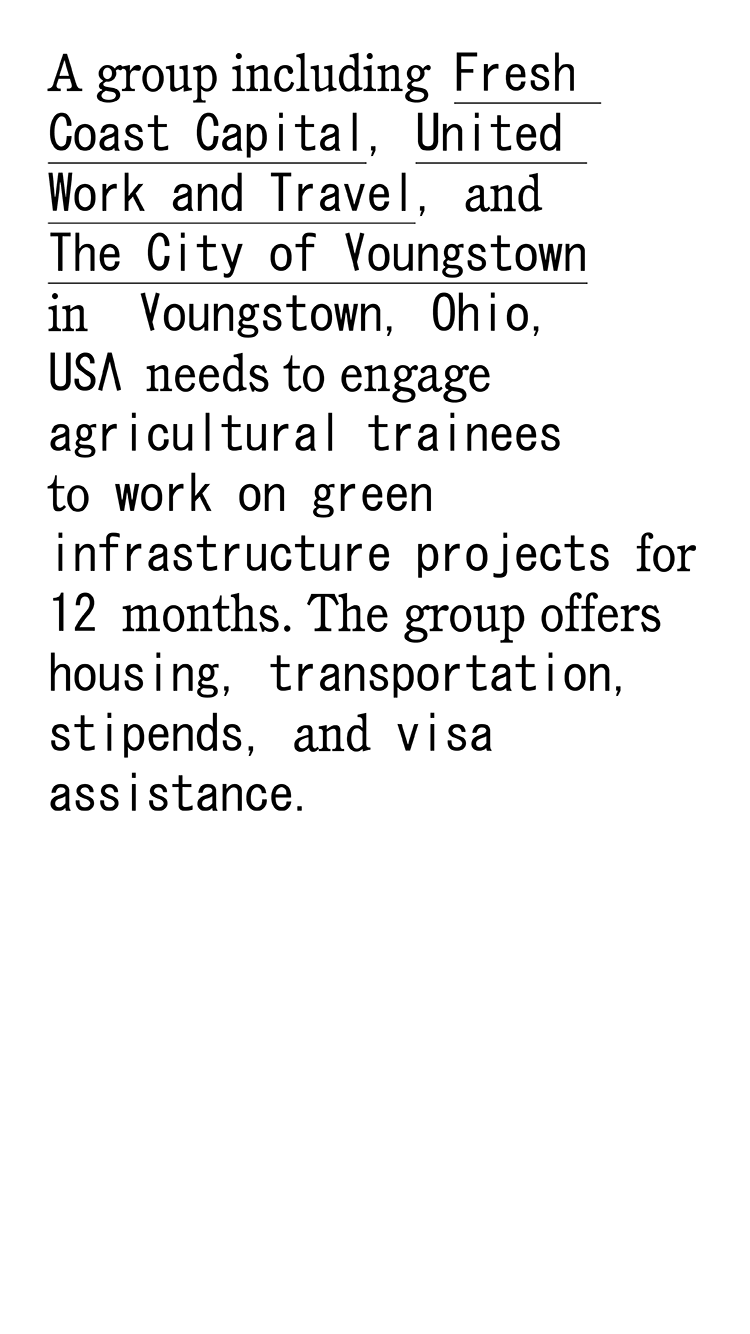 A group including Fresh
Coast Capital, United
Work and Travel, and
The City of Youngstown
in Youngstown, Ohio,
USA needs to engage
agricultural trainees
to work on green
infrastructure projects for
12 months. The group offers
housing, transportation,
stipends, and visa
assistance.